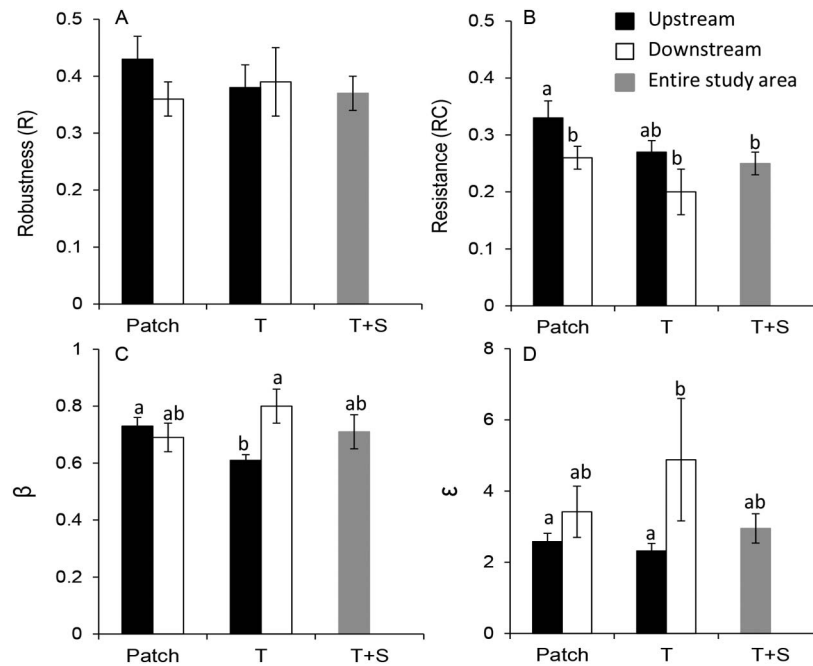 A
Robustness (R)
0.5
0.4
0.3
0.2
0.1
0
Patch T T+S
B
Upstream
Downstream
Entire study area
Resistance (RC)
0.5
0.4
0.3
0.2
0.1
0
a b ab b b
Patch T T+S
C
β
1
0.8
0.6
0.4
0.2
0
a ab b a ab
Patch T T+S
D
ε
8
6
4
2
0
a ab a b ab
Patch T T+S